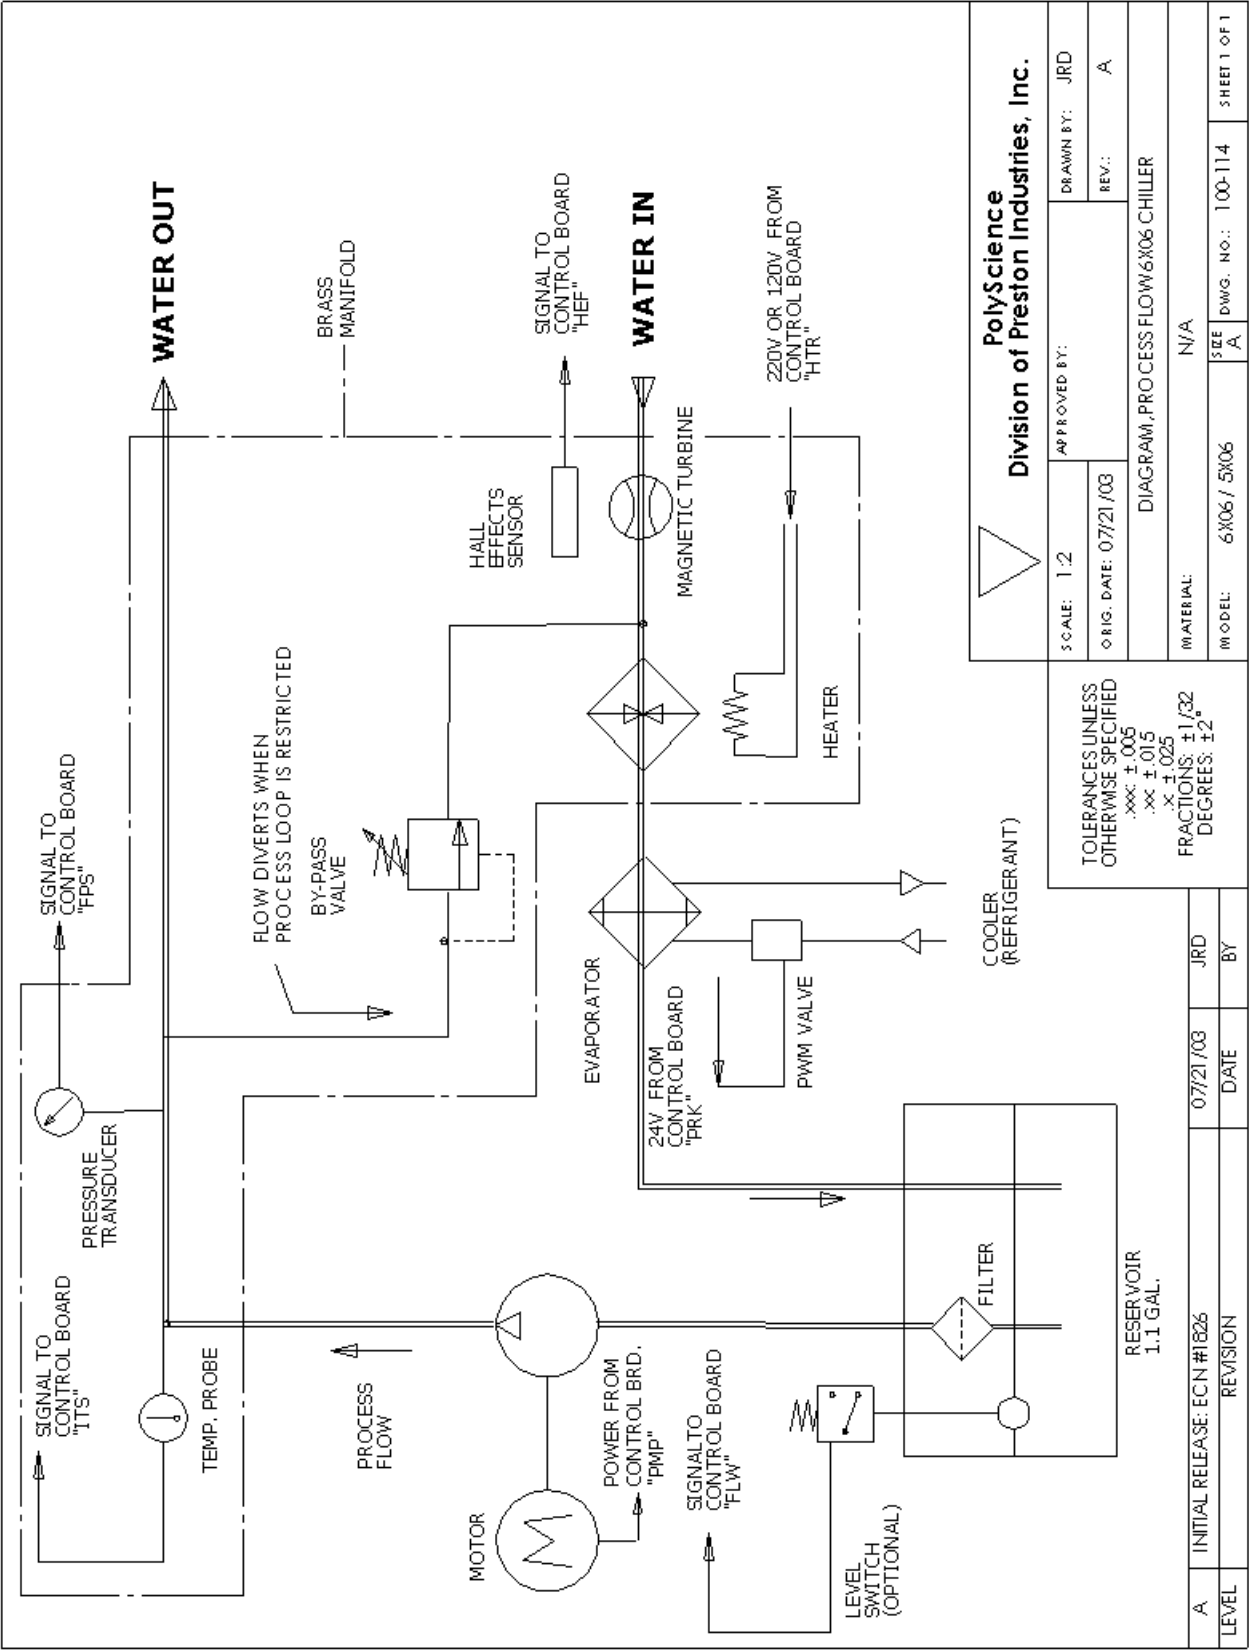 SIGNAL TO
CONTROL BOARD
"ITS"
TEMP. PROBE
SIGNAL TO
CONTROL BOARD
"FPS"
PRESSURE
TRANSDUCER
WATER OUT
BRASS
MANIFOLD
FLOW DIVERTS WHEN
PROCESS LOOP IS RESTRICTED
BY-PASS
VALVE
PROCESS
FLOW
MOTOR
POWER FROM
CONTROL BRD.
"PMP"
HALL
EFFECTS
SENSOR
SIGNAL TO
CONTROL BOARD
"HEF"
WATER IN
MAGNETIC TURBINE
EVAPORATOR
24V FROM
CONTROL BOARD
"PRK"
PWM VALVE
HEATER
220V OR 120V FROM
CONTROL BOARD
"HTR"
COOLER
(REFRIGERANT)
SIGNALTO
CONTROL BOARD
"FLW"
LEVEL
SWITCH
(OPTIONAL)
FILTER
RESERVOIR
1.1 GAL.
TOLERANCES UNLESS
OTHERWISE SPECIFIED
.xxx: ±.005
.xx: ±.015
.x: ±.025
FRACTIONS: ±1/32
DEGREES: ±2°
PolyScience
Division of Preston Industries, Inc.
SCALE: 1:2
APPROVED BY:
DRAWN BY: JRD
ORIG. DATE: 07/21/03
REV.: A
DIAGRAM,PROCESS FLOW6X06 CHILLER
MATERIAL: N/A
MODEL: 6X06 / 5X06
SIZE A
DWG. NO.: 100-114
SHEET 1 OF 1
A INITIAL RELEASE: ECN #1826 07/21/03 JRD
LEVEL REVISION DATE BY